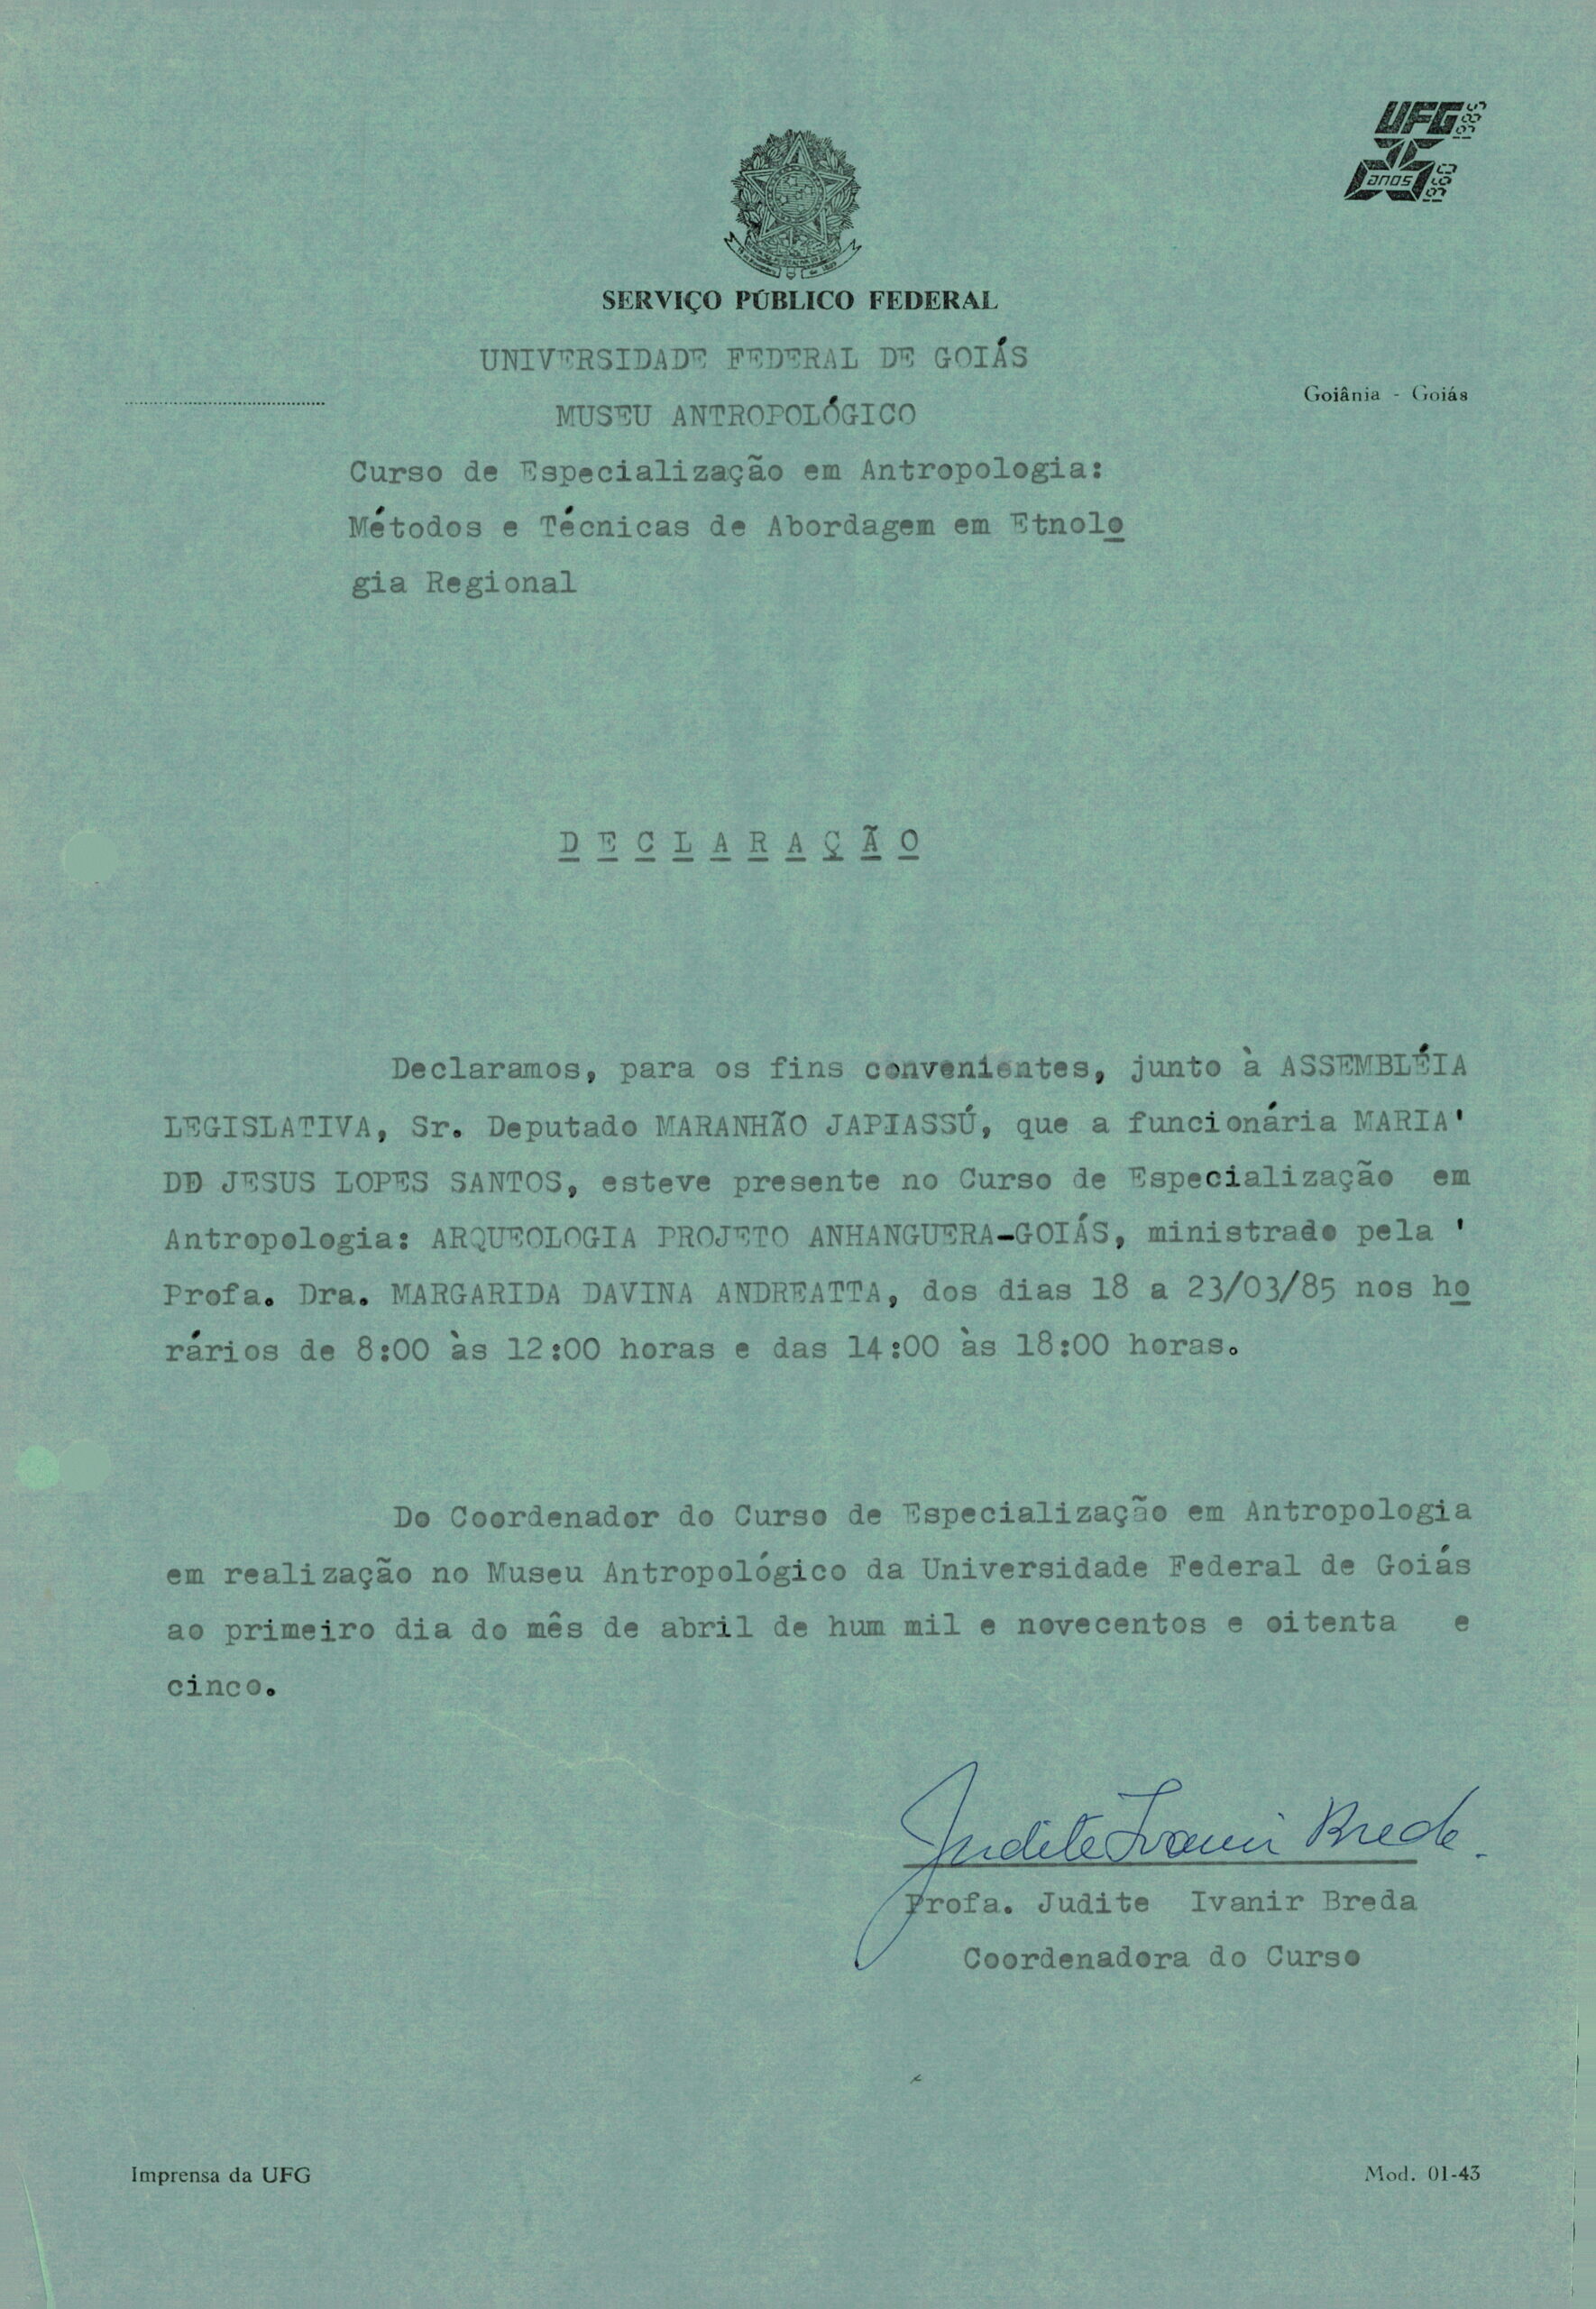 UFG 1985
25 anos 1960
SERVIÇO PÚBLICO FEDERAL
UNIVERSIDADE FEDERAL DE GOIÁS
Goiânia - Goiás
MUSEU ANTROPOLÓGICO
Curso de Especialização em Antropologia:
Métodos e Técnicas de Abordagem em Etnolo
gia Regional
D E C L A R A Ç Ã O
Declaramos, para os fins convenientes, junto à ASSEMBLÉIA
LEGISLATIVA, Sr. Deputado MARANHÃO JAPIASSÚ, que a funcionária MARIA'
DE JESUS LOPES SANTOS, esteve presente no Curso de Especialização em
Antropologia: ARQUEOLOGIA PROJETO ANHANGUERA-GOIÁS, ministrado pela '
Profa. Dra. MARGARIDA DAVINA ANDREATTA, dos dias 18 a 23/03/85 nos ho
rários de 8:00 às 12:00 horas e das 14:00 às 18:00 horas.
Do Coordenador do Curso de Especialização em Antropologia
em realização no Museu Antropológico da Universidade Federal de Goiás
ao primeiro dia do mês de abril de hum mil e novecentos e oitenta e
cinco.
Judite Ivanir Breda.
Profa. Judite Ivanir Breda
Coordenadora do Curso
Imprensa da UFG
Mod. 01-43